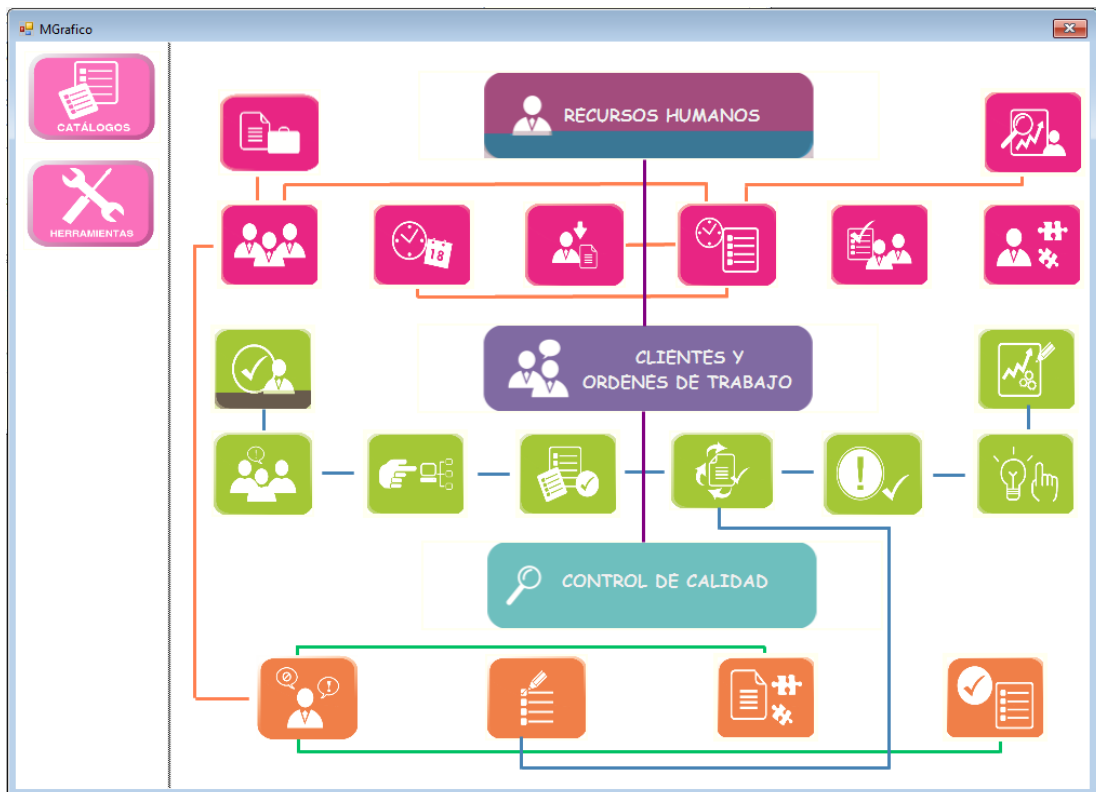 MGrafico
CATÁLOGOS
HERRAMIENTAS
RECURSOS HUMANOS
18
CLIENTES Y
ORDENES DE TRABAJO
CONTROL DE CALIDAD